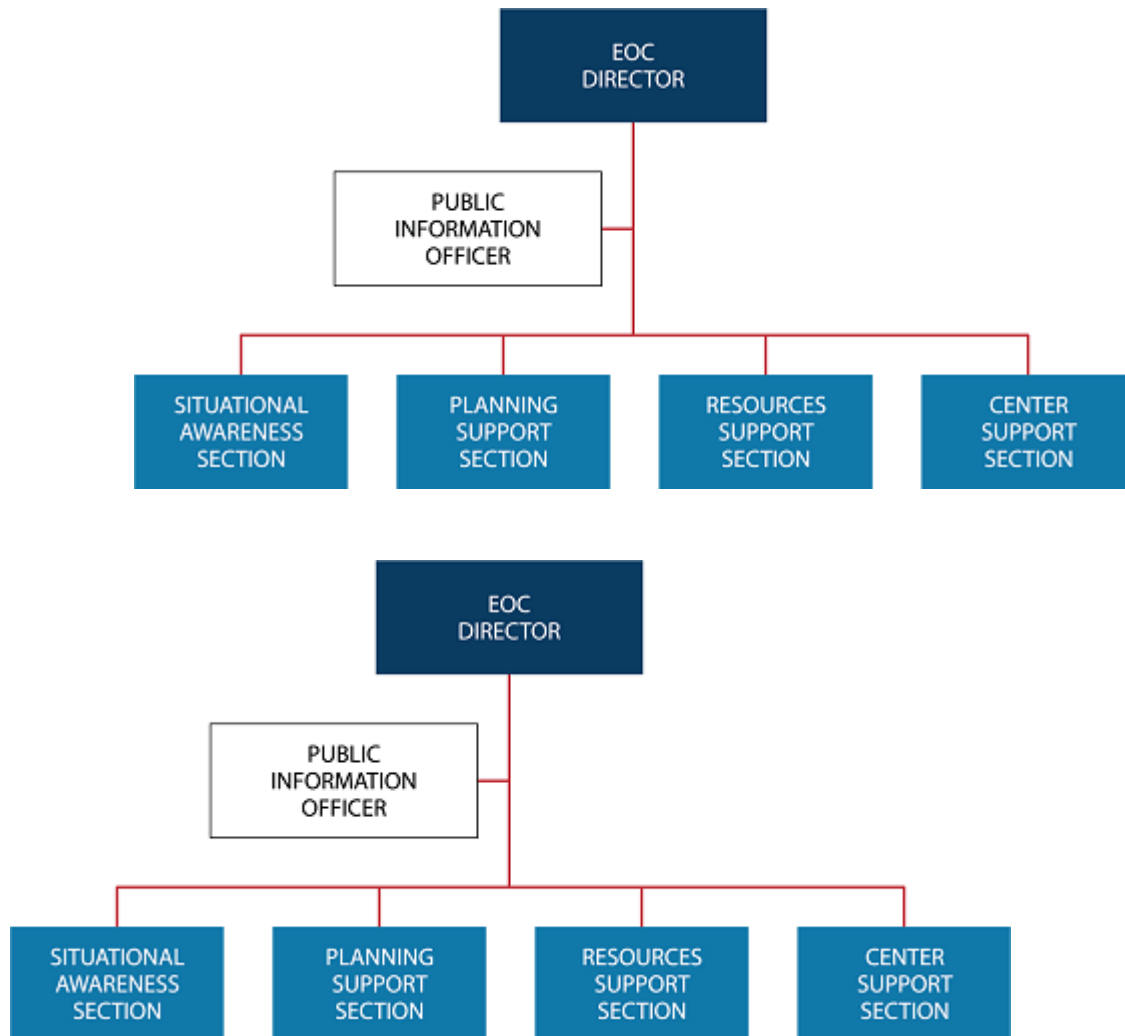 EOC
DIRECTOR
PUBLIC
INFORMATION
OFFICER
SITUATIONAL
AWARENESS
SECTION
PLANNING
SUPPORT
SECTION
RESOURCES
SUPPORT
SECTION
CENTER
SUPPORT
SECTION
EOC
DIRECTOR
PUBLIC
INFORMATION
OFFICER
SITUATIONAL
AWARENESS
SECTION
PLANNING
SUPPORT
SECTION
RESOURCES
SUPPORT
SECTION
CENTER
SUPPORT
SECTION